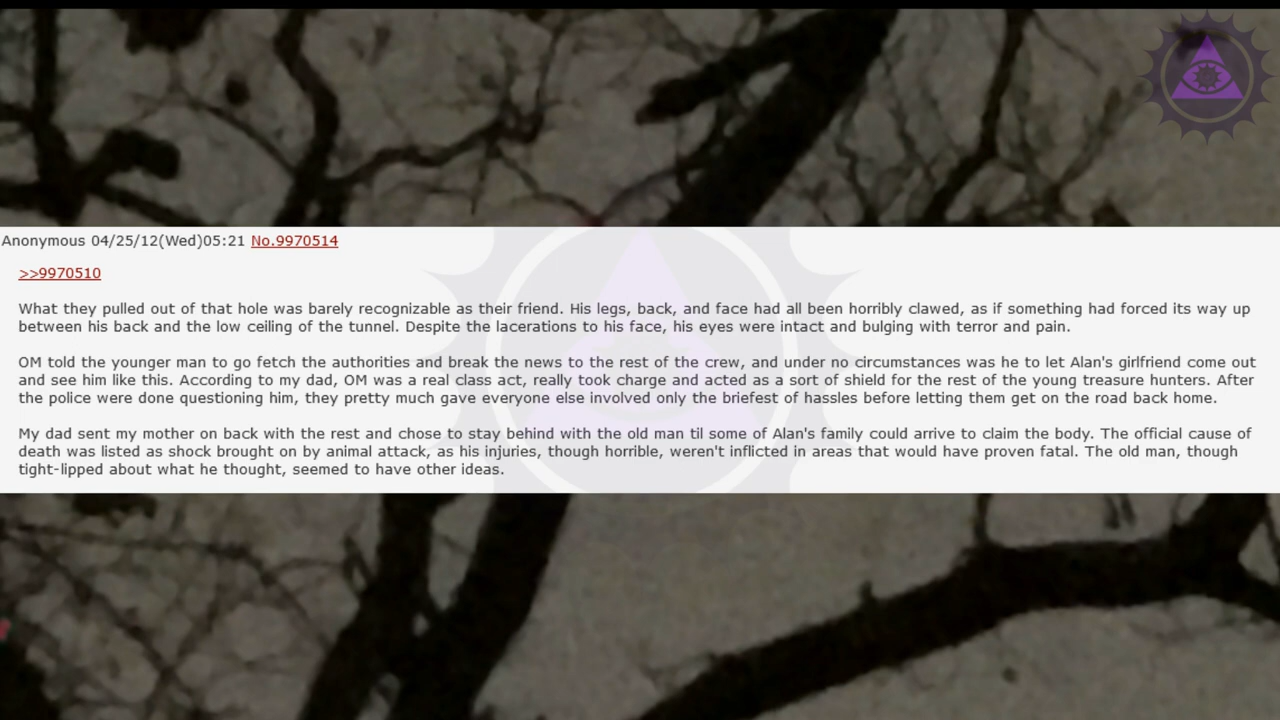 Anonymous 04/25/12(Wed)05:21 No.9970514
>>9970510
What they pulled out of that hole was barely recognizable as their friend. His legs, back, and face had all been horribly clawed, as if something had forced its way up
between his back and the low ceiling of the tunnel. Despite the lacerations to his face, his eyes were intact and bulging with terror and pain.
OM told the younger man to go fetch the authorities and break the news to the rest of the crew, and under no circumstances was he to let Alan's girlfriend come out
and see him like this. According to my dad, OM was a real class act, really took charge and acted as a sort of shield for the rest of the young treasure hunters. After
the police were done questioning him, they pretty much gave everyone else involved only the briefest of hassles before letting them get on the road back home.
My dad sent my mother on back with the rest and chose to stay behind with the old man til some of Alan's family could arrive to claim the body. The official cause of
death was listed as shock brought on by animal attack, as his injuries, though horrible, weren't inflicted in areas that would have proven fatal. The old man, though
tight-lipped about what he thought, seemed to have other ideas.